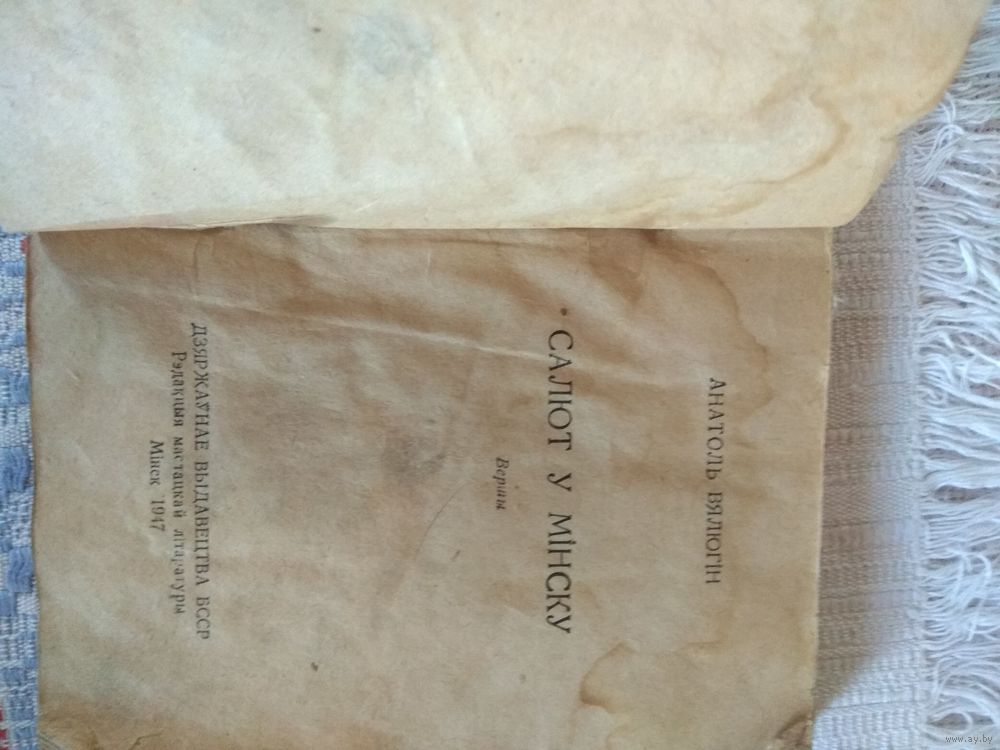 АНАТОЛЬ ВЯЛЮГІН
САЛЮТ У МІНСКУ
Вершы
ДЗЯРЖАЎНАЕ ВЫДАВЕЦТВА БССР
Рэдакцыя мастацкай літаратуры
Мінск 1947
www.ay.by